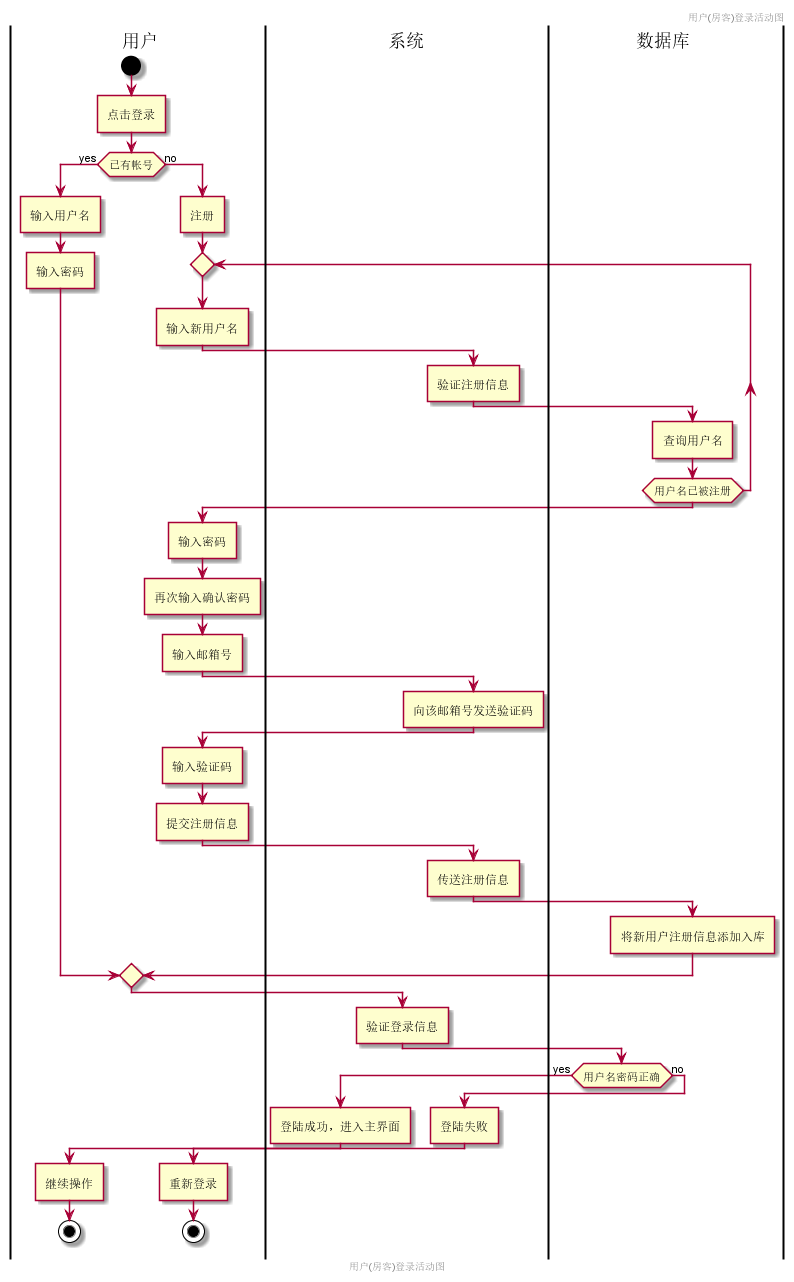 用户(房客)登录活动图
用户
系统
数据库
点击登录
yes
已有帐号
no
输入用户名
注册
输入密码
输入新用户名
验证注册信息
查询用户名
用户名已被注册
输入密码
再次输入确认密码
输入邮箱号
向该邮箱号发送验证码
输入验证码
提交注册信息
传送注册信息
将新用户注册信息添加入库
验证登录信息
yes
用户名密码正确
no
登陆成功，进入主界面
登陆失败
继续操作
重新登录
用户(房客)登录活动图